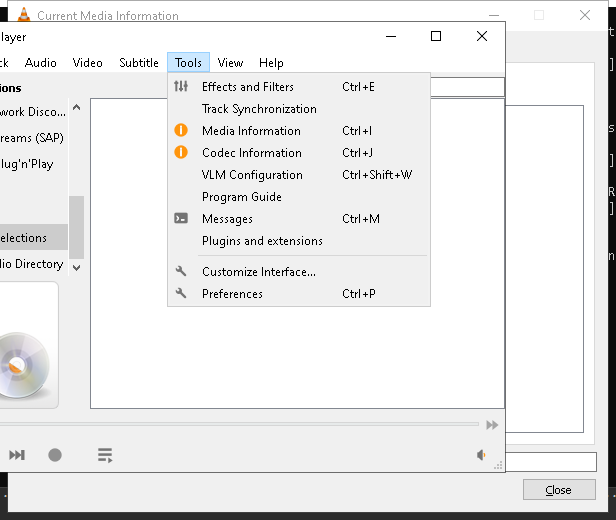 Current Media Information
layer
ck Audio Video Subtitle Tools View Help
ons
work Disco...
reams (SAP)
lug'n'Play
elections
io Directory
Effects and Filters Ctrl+E
Track Synchronization
Media Information Ctrl+I
Codec Information Ctrl+J
VLM Configuration Ctrl+Shift+W
Program Guide
Messages Ctrl+M
Plugins and extensions
Customize Interface...
Preferences Ctrl+P
t
]
s
]
R
]
n
Close